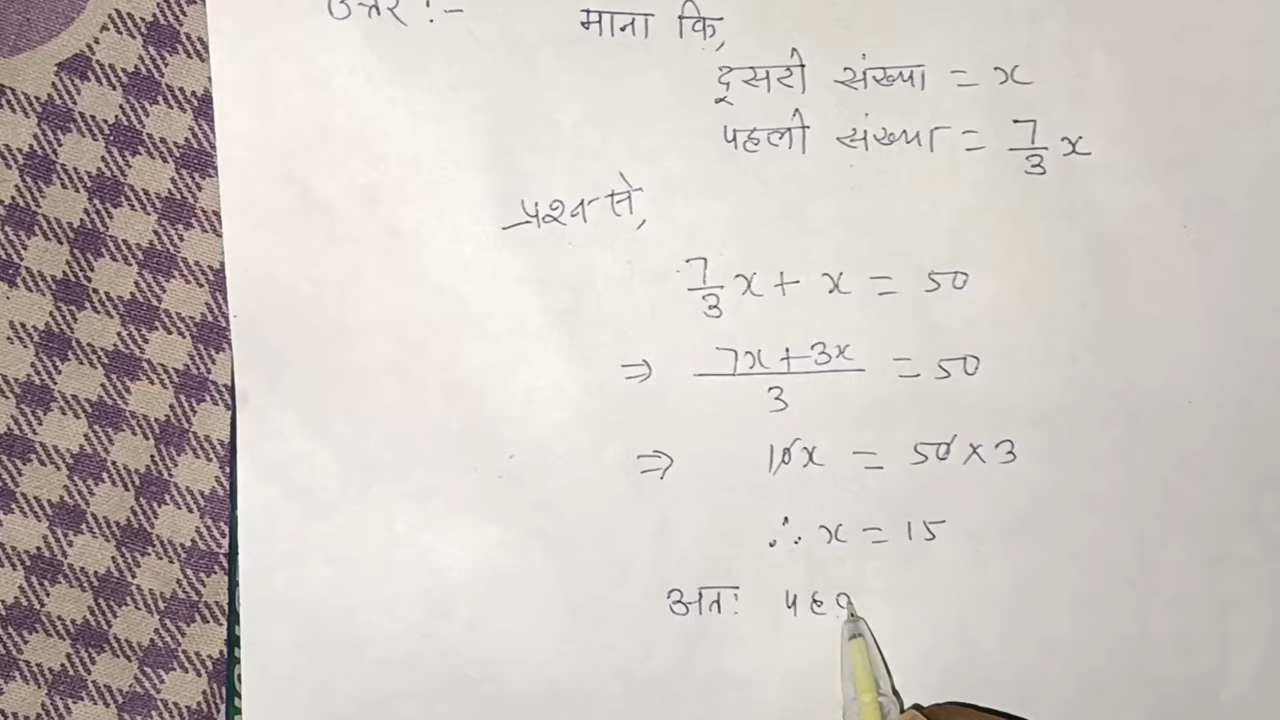 उत्तर :-
माना कि,
दूसरी संख्या = x
पहली संख्या = 7/3 x
प्रश्न से,
7/3 x + x = 50
⇒ (7x + 3x)/3 = 50
⇒ 10x = 50 × 3
∴ x = 15
अतः पह